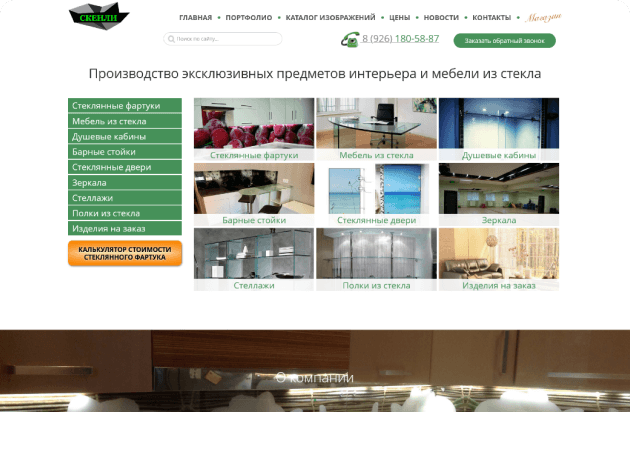 СКЕНЛИ
ГЛАВНАЯ • ПОРТФОЛИО • КАТАЛОГ ИЗОБРАЖЕНИЙ • ЦЕНЫ • НОВОСТИ • КОНТАКТЫ • Магазин
Поиск по сайту...
8 (926) 180-58-87
Заказать обратный звонок
Производство эксклюзивных предметов интерьера и мебели из стекла
Стеклянные фартуки
Мебель из стекла
Душевые кабины
Барные стойки
Стеклянные двери
Зеркала
Стеллажи
Полки из стекла
Изделия на заказ
КАЛЬКУЛЯТОР СТОИМОСТИ
СТЕКЛЯННОГО ФАРТУКА
Стеклянные фартуки
Мебель из стекла
Душевые кабины
Барные стойки
Стеклянные двери
Зеркала
Стеллажи
Полки из стекла
Изделия на заказ
О компании